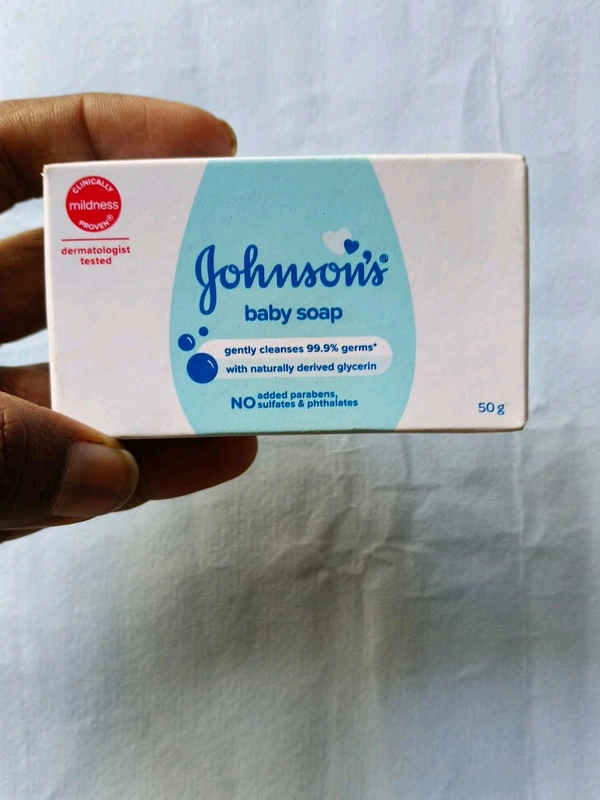 CLINICALLY
mildness
PROVEN®
dermatologist
tested
Johnson's®
baby soap
gently cleanses 99.9% germs*
with naturally derived glycerin
NO added parabens,
sulfates & phthalates
50 g